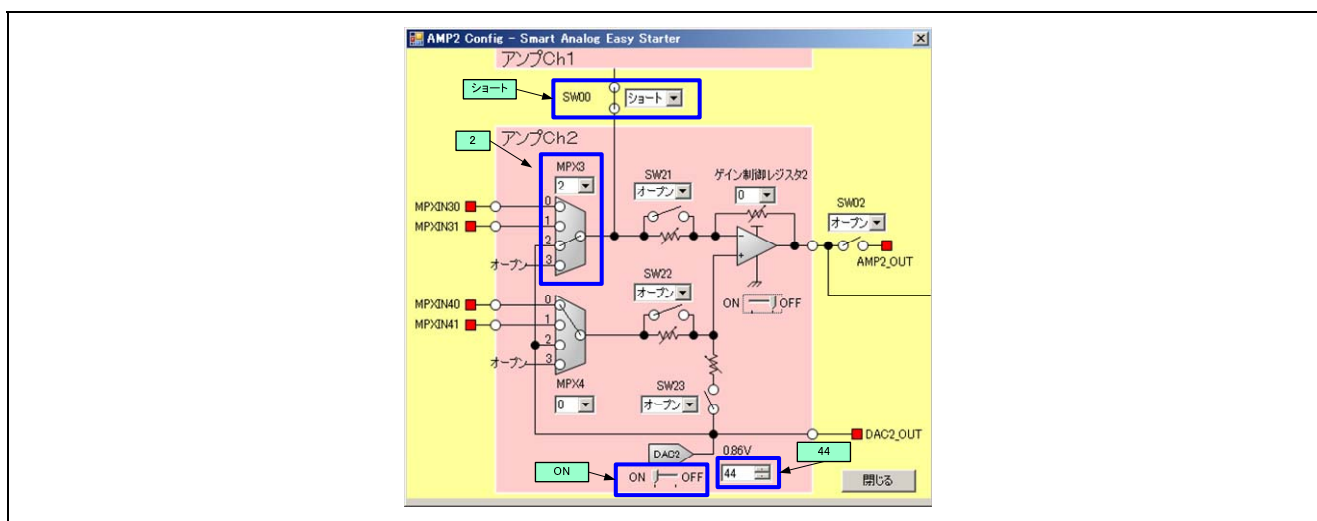 AMP2 Config - Smart Analog Easy Starter
アンプCh1
ショート
SW00
ショート
2
アンプCh2
MPX3
2
SW21
オープン
ゲイン制御レジスタ2
0
SW02
オープン
MPXIN30
0
MPXIN31
1
2
オープン
3
AMP2_OUT
SW22
オープン
ON
OFF
MPXIN40
0
MPXIN41
1
2
オープン
3
MPX4
0
SW23
オープン
DAC2_OUT
DAC2
0.86V
44
44
ON
ON
OFF
閉じる